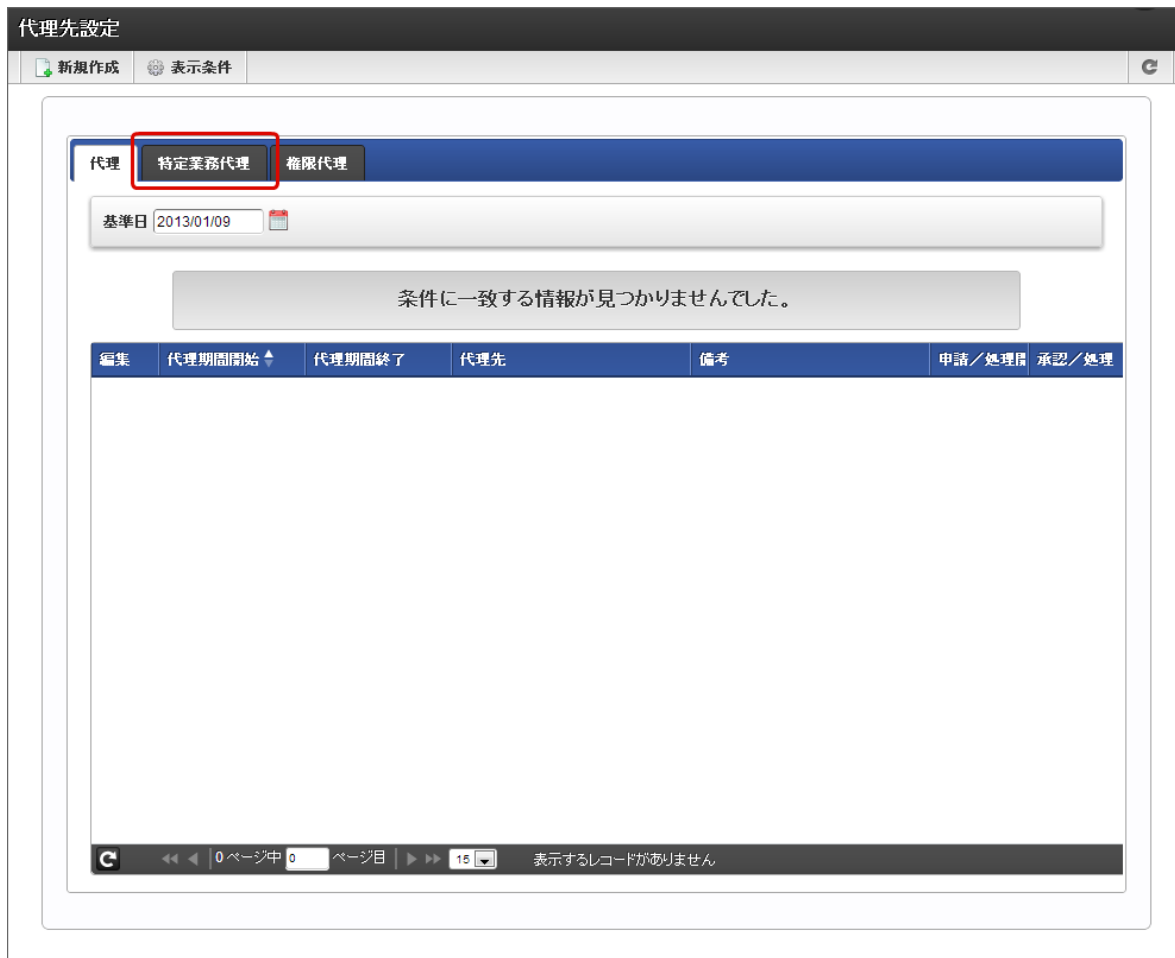 代理先設定
新規作成 表示条件
代理 特定業務代理 権限代理
基準日 2013/01/09
条件に一致する情報が見つかりませんでした。
編集 代理期間開始 代理期間終了 代理先 備考 申請／処理開 承認／処理
0 ページ中 0 ページ目 15 表示するレコードがありません